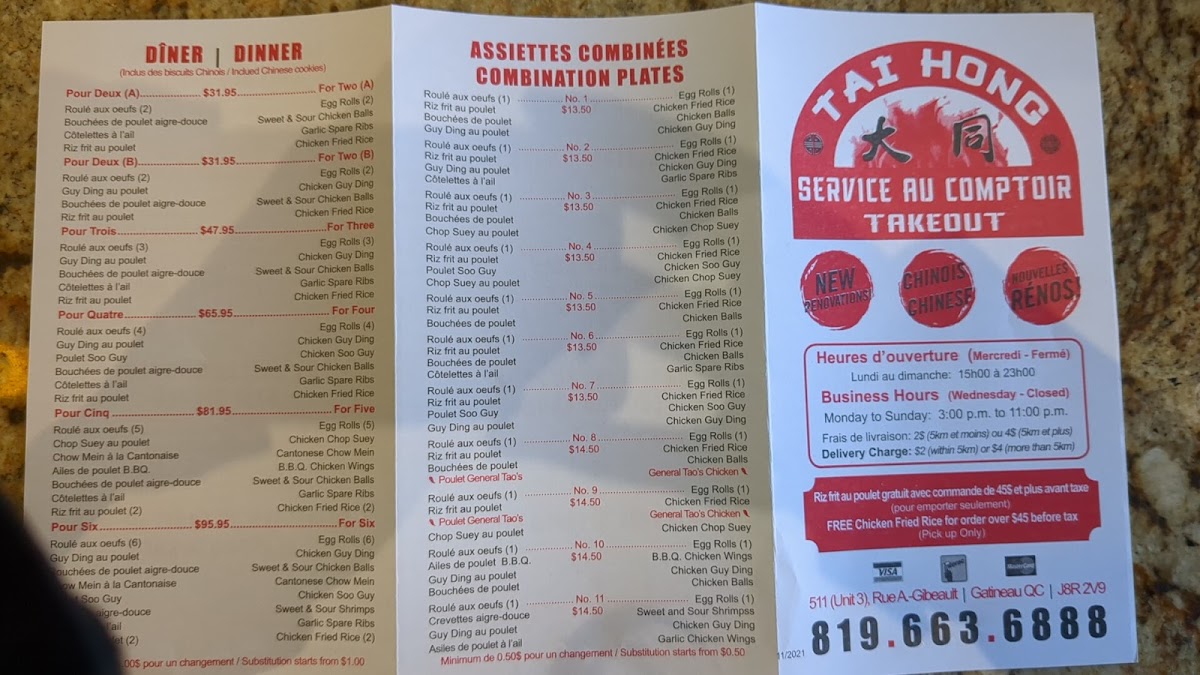 DÎNER | DINNER
(Inclus des biscuits Chinois / Included Chinese cookies)
Pour Deux (A) $31.95 For Two (A)
Roulé aux oeufs (2) Egg Rolls (2)
Bouchées de poulet aigre-douce Sweet & Sour Chicken Balls
Côtelettes à l'ail Garlic Spare Ribs
Riz frit au poulet Chicken Fried Rice
Pour Deux (B) $31.95 For Two (B)
Roulé aux oeufs (2) Egg Rolls (2)
Guy Ding au poulet Chicken Guy Ding
Bouchées de poulet aigre-douce Sweet & Sour Chicken Balls
Riz frit au poulet Chicken Fried Rice
Pour Trois $47.95 For Three
Roulé aux oeufs (3) Egg Rolls (3)
Guy Ding au poulet Chicken Guy Ding
Bouchées de poulet aigre-douce Sweet & Sour Chicken Balls
Côtelettes à l'ail Garlic Spare Ribs
Riz frit au poulet Chicken Fried Rice
Pour Quatre $65.95 For Four
Roulé aux oeufs (4) Egg Rolls (4)
Guy Ding au poulet Chicken Guy Ding
Poulet Soo Guy Chicken Soo Guy
Bouchées de poulet aigre-douce Sweet & Sour Chicken Balls
Côtelettes à l'ail Garlic Spare Ribs
Riz frit au poulet Chicken Fried Rice
Pour Cinq $81.95 For Five
Roulé aux oeufs (5) Egg Rolls (5)
Chop Suey au poulet Chicken Chop Suey
Chow Mein à la Cantonaise Cantonese Chow Mein
Ailes de poulet B.B.Q. B.B.Q. Chicken Wings
Bouchées de poulet aigre-douce Sweet & Sour Chicken Balls
Côtelettes à l'ail Garlic Spare Ribs
Riz frit au poulet (2) Chicken Fried Rice (2)
Pour Six $95.95 For Six
Roulé aux oeufs (6) Egg Rolls (6)
Guy Ding au poulet Chicken Guy Ding
ouchées de poulet aigre-douce Sweet & Sour Chicken Balls
ow Mein à la Cantonaise Cantonese Chow Mein
Soo Guy Chicken Soo Guy
aigre-douce Sweet & Sour Shrimps
ail Garlic Spare Ribs
(2) Chicken Fried Rice (2)
.00$ pour un changement / Substitution starts from $1.00
ASSIETTES COMBINÉES
COMBINATION PLATES
Roulé aux oeufs (1) No. 1 Egg Rolls (1)
Riz frit au poulet $13.50 Chicken Fried Rice
Bouchées de poulet Chicken Balls
Guy Ding au poulet Chicken Guy Ding
Roulé aux oeufs (1) No. 2 Egg Rolls (1)
Riz frit au poulet $13.50 Chicken Fried Rice
Guy Ding au poulet Chicken Guy Ding
Côtelettes à l'ail Garlic Spare Ribs
Roulé aux oeufs (1) No. 3 Egg Rolls (1)
Riz frit au poulet $13.50 Chicken Fried Rice
Bouchées de poulet Chicken Balls
Chop Suey au poulet Chicken Chop Suey
Roulé aux oeufs (1) No. 4 Egg Rolls (1)
Riz frit au poulet $13.50 Chicken Fried Rice
Poulet Soo Guy Chicken Soo Guy
Chop Suey au poulet Chicken Chop Suey
Roulé aux oeufs (1) No. 5 Egg Rolls (1)
Riz frit au poulet $13.50 Chicken Fried Rice
Bouchées de poulet Chicken Balls
Roulé aux oeufs (1) No. 6 Egg Rolls (1)
Riz frit au poulet $13.50 Chicken Fried Rice
Bouchées de poulet Chicken Balls
Côtelettes à l'ail Garlic Spare Ribs
Roulé aux oeufs (1) No. 7 Egg Rolls (1)
Riz frit au poulet $13.50 Chicken Fried Rice
Poulet Soo Guy Chicken Soo Guy
Guy Ding au poulet Chicken Guy Ding
Roulé aux oeufs (1) No. 8 Egg Rolls (1)
Riz frit au poulet $14.50 Chicken Fried Rice
Bouchées de poulet Chicken Balls
Poulet General Tao's General Tao's Chicken
Roulé aux oeufs (1) No. 9 Egg Rolls (1)
Riz frit au poulet $14.50 Chicken Fried Rice
Poulet General Tao's General Tao's Chicken
Chop Suey au poulet Chicken Chop Suey
Roulé aux oeufs (1) No. 10 Egg Rolls (1)
Ailes de poulet B.B.Q. $14.50 B.B.Q. Chicken Wings
Guy Ding au poulet Chicken Guy Ding
Bouchées de poulet Chicken Balls
Roulé aux oeufs (1) No. 11 Egg Rolls (1)
Crevettes aigre-douce $14.50 Sweet and Sour Shrimpss
Guy Ding au poulet Chicken Guy Ding
Asiles de poulet à l'ail Garlic Chicken Wings
Minimum de 0.50$ pour un changement / Substitution starts from $0.50
TAI HONG
大同
SERVICE AU COMPTOIR
TAKEOUT
NEW RENOVATIONS!
CHINOIS CHINESE
NOUVELLES RÉNOS!
Heures d'ouverture (Mercredi - Fermé)
Lundi au dimanche: 15h00 à 23h00
Business Hours (Wednesday - Closed)
Monday to Sunday: 3:00 p.m. to 11:00 p.m.
Frais de livraison: 2$ (5km et moins) ou 4$ (5km et plus)
Delivery Charge: $2 (within 5km) or $4 (more than 5km)
Riz frit au poulet gratuit avec commande de 45$ et plus avant taxe
(pour emporter seulement)
FREE Chicken Fried Rice for order over $45 before tax
(Pick up Only)
VISA MasterCard
511 (Unit 3), Rue A.-Gibeault | Gatineau QC | J8R 2V9
819.663.6888
11/2021